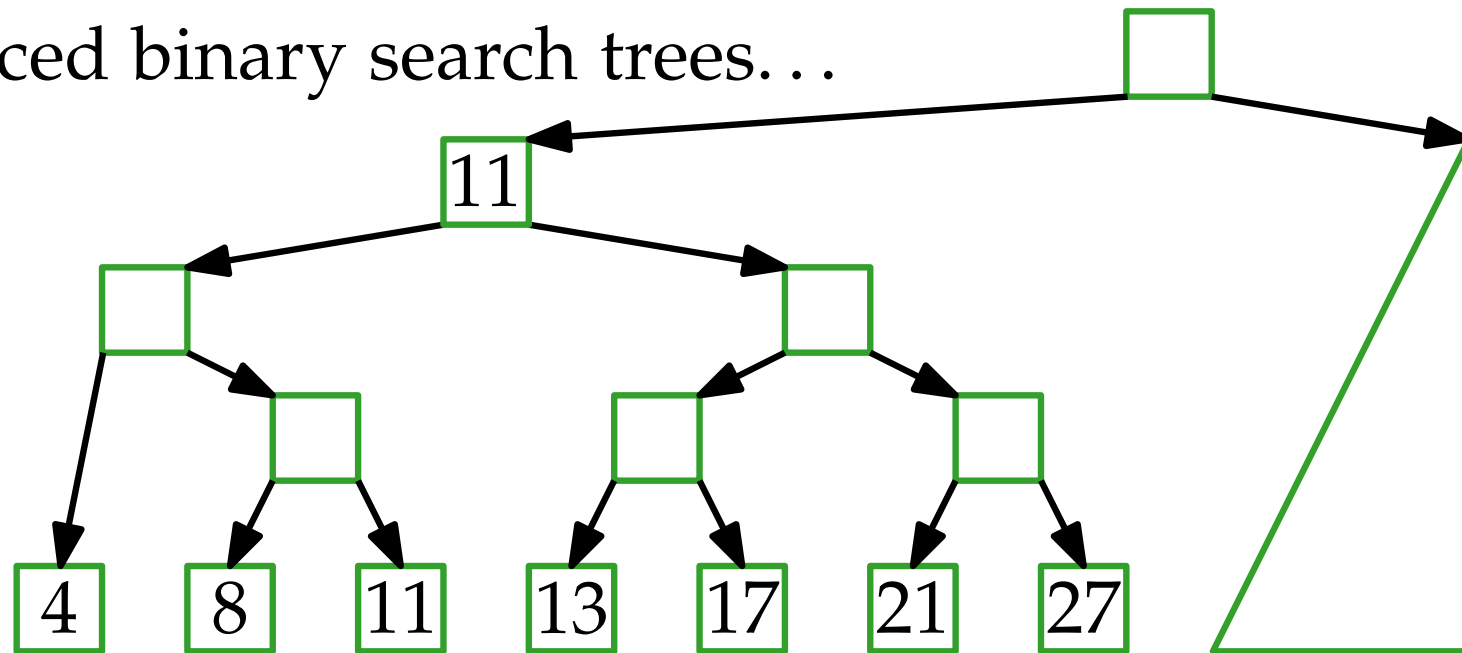 ced binary search trees. . .
11
4 8 11 13 17 21 27